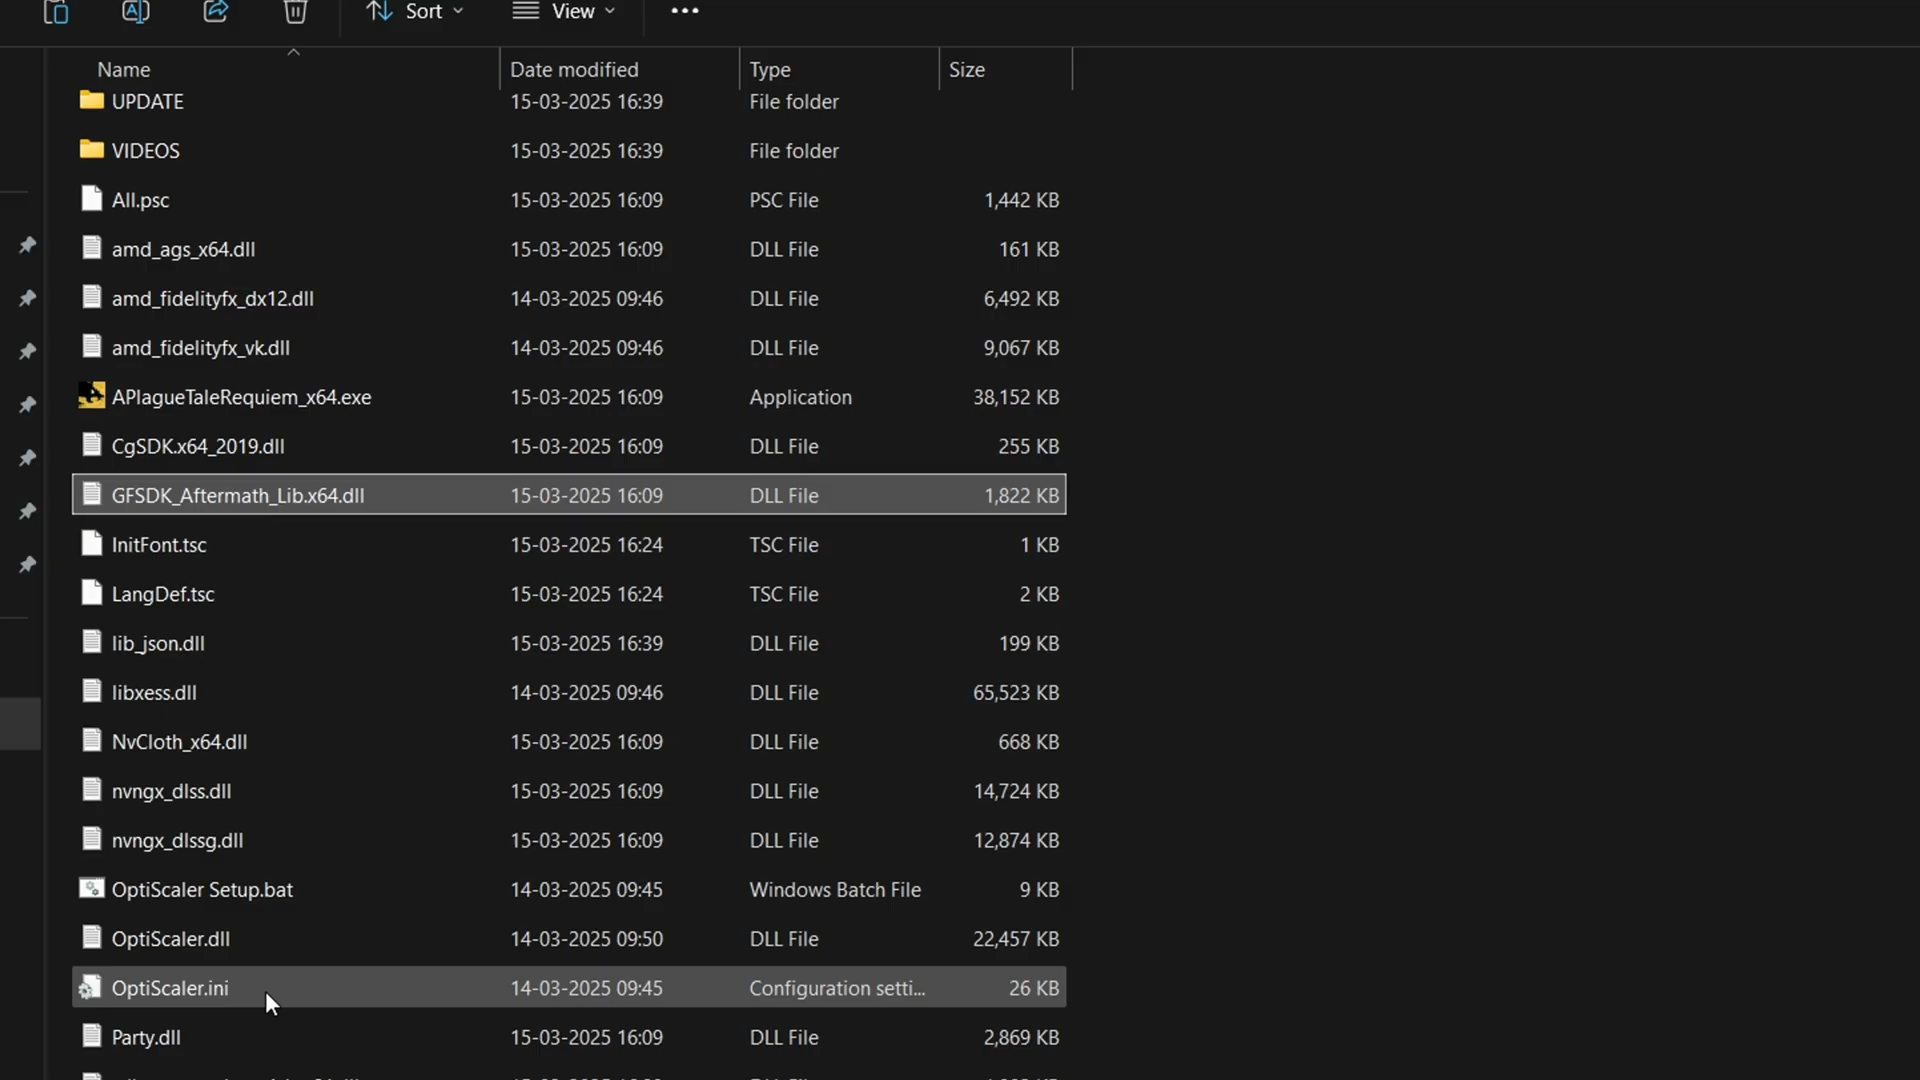 Sort View
Name Date modified Type Size
UPDATE 15-03-2025 16:39 File folder
VIDEOS 15-03-2025 16:39 File folder
All.psc 15-03-2025 16:09 PSC File 1,442 KB
amd_ags_x64.dll 15-03-2025 16:09 DLL File 161 KB
amd_fidelityfx_dx12.dll 14-03-2025 09:46 DLL File 6,492 KB
amd_fidelityfx_vk.dll 14-03-2025 09:46 DLL File 9,067 KB
APlagueTaleRequiem_x64.exe 15-03-2025 16:09 Application 38,152 KB
CgSDK.x64_2019.dll 15-03-2025 16:09 DLL File 255 KB
GFSDK_Aftermath_Lib.x64.dll 15-03-2025 16:09 DLL File 1,822 KB
InitFont.tsc 15-03-2025 16:24 TSC File 1 KB
LangDef.tsc 15-03-2025 16:24 TSC File 2 KB
lib_json.dll 15-03-2025 16:39 DLL File 199 KB
libxess.dll 14-03-2025 09:46 DLL File 65,523 KB
NvCloth_x64.dll 15-03-2025 16:09 DLL File 668 KB
nvngx_dlss.dll 15-03-2025 16:09 DLL File 14,724 KB
nvngx_dlssg.dll 15-03-2025 16:09 DLL File 12,874 KB
OptiScaler Setup.bat 14-03-2025 09:45 Windows Batch File 9 KB
OptiScaler.dll 14-03-2025 09:50 DLL File 22,457 KB
OptiScaler.ini 14-03-2025 09:45 Configuration setti... 26 KB
Party.dll 15-03-2025 16:09 DLL File 2,869 KB